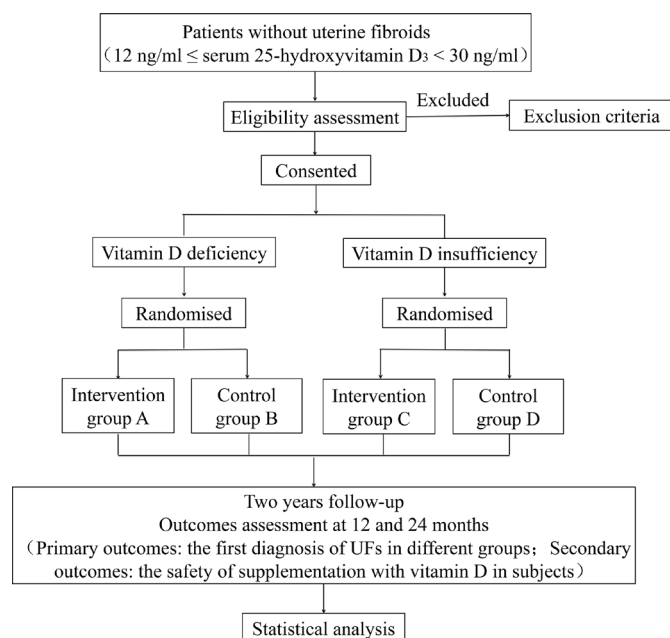 Patients without uterine fibroids
（12 ng/ml ≤ serum 25-hydroxyvitamin D₃ < 30 ng/ml）
Excluded
Eligibility assessment
Exclusion criteria
Consented
Vitamin D deficiency
Vitamin D insufficiency
Randomised
Randomised
Intervention
group A
Control
group B
Intervention
group C
Control
group D
Two years follow-up
Outcomes assessment at 12 and 24 months
（Primary outcomes: the first diagnosis of UFs in different groups；Secondary
outcomes: the safety of supplementation with vitamin D in subjects）
Statistical analysis